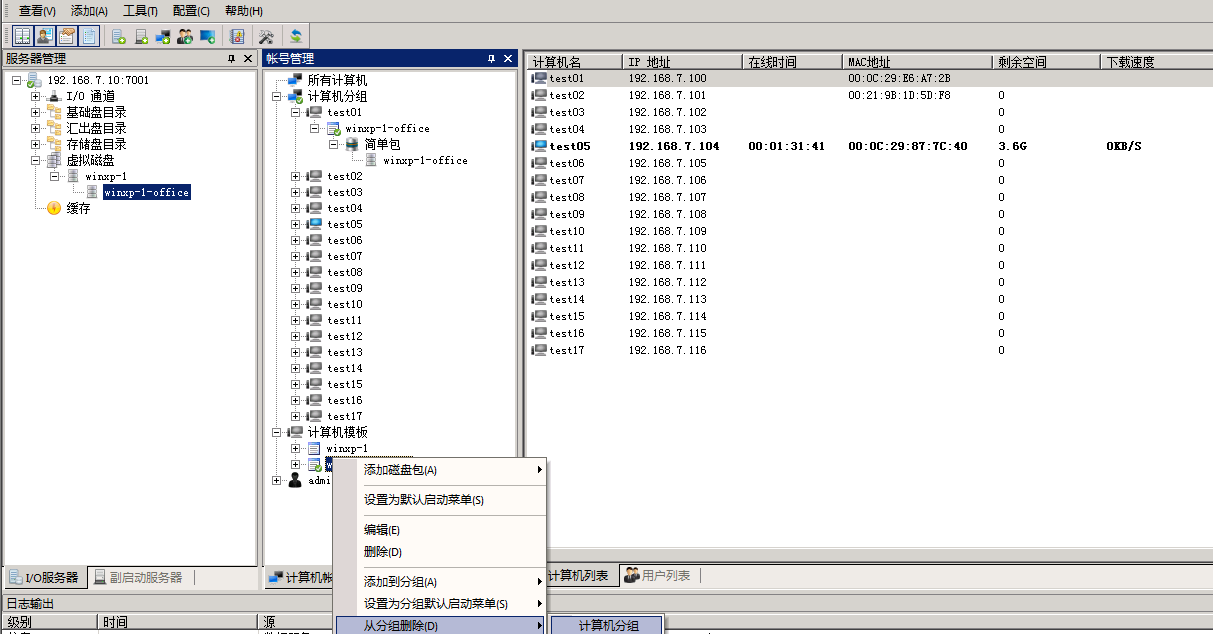 查看(V) 添加(A) 工具(T) 配置(C) 帮助(H)
服务器管理
192.168.7.10:7001
I/O 通道
基础盘目录
汇出盘目录
存储盘目录
虚拟磁盘
winxp-1
winxp-1-office
缓存
I/O服务器 副启动服务器
帐号管理
所有计算机
计算机分组
test01
winxp-1-office
简单包
winxp-1-office
test02
test03
test04
test05
test06
test07
test08
test09
test10
test11
test12
test13
test14
test15
test16
test17
计算机模板
winxp-1
w
admi
计算机帐
添加磁盘包(A)
设置为默认启动菜单(S)
编辑(E)
删除(D)
添加到分组(A)
设置为分组默认启动菜单(S)
从分组删除(D)
计算机分组
计算机名 IP 地址 在线时间 MAC地址 剩余空间 下载速度
test01 192.168.7.100 00:0C:29:E6:A7:2B
test02 192.168.7.101 00:21:9B:1D:5D:F8 0
test03 192.168.7.102 0
test04 192.168.7.103 0
test05 192.168.7.104 00:01:31:41 00:0C:29:87:7C:40 3.6G 0KB/S
test06 192.168.7.105 0
test07 192.168.7.106 0
test08 192.168.7.107 0
test09 192.168.7.108 0
test10 192.168.7.109 0
test11 192.168.7.110 0
test12 192.168.7.111 0
test13 192.168.7.112 0
test14 192.168.7.113 0
test15 192.168.7.114 0
test16 192.168.7.115 0
test17 192.168.7.116 0
计算机列表 用户列表
日志输出
级别 时间 源